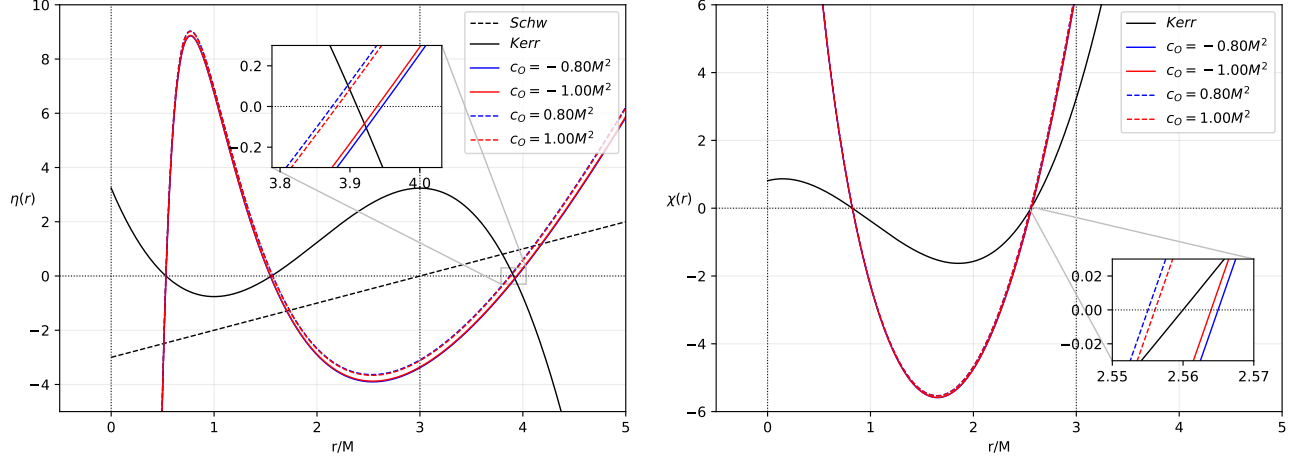 10
8
6
4
2
0
−2
−4
η(r)
0
1
2
3
4
5
r/M
Schw
Kerr
c_O = −0.80M²
c_O = −1.00M²
c_O = 0.80M²
c_O = 1.00M²
0.2
0.0
−0.2
3.8
3.9
4.0
6
4
2
0
−2
−4
−6
χ(r)
0
1
2
3
4
5
r/M
Kerr
c_O = −0.80M²
c_O = −1.00M²
c_O = 0.80M²
c_O = 1.00M²
0.02
0.00
−0.02
2.55
2.56
2.57